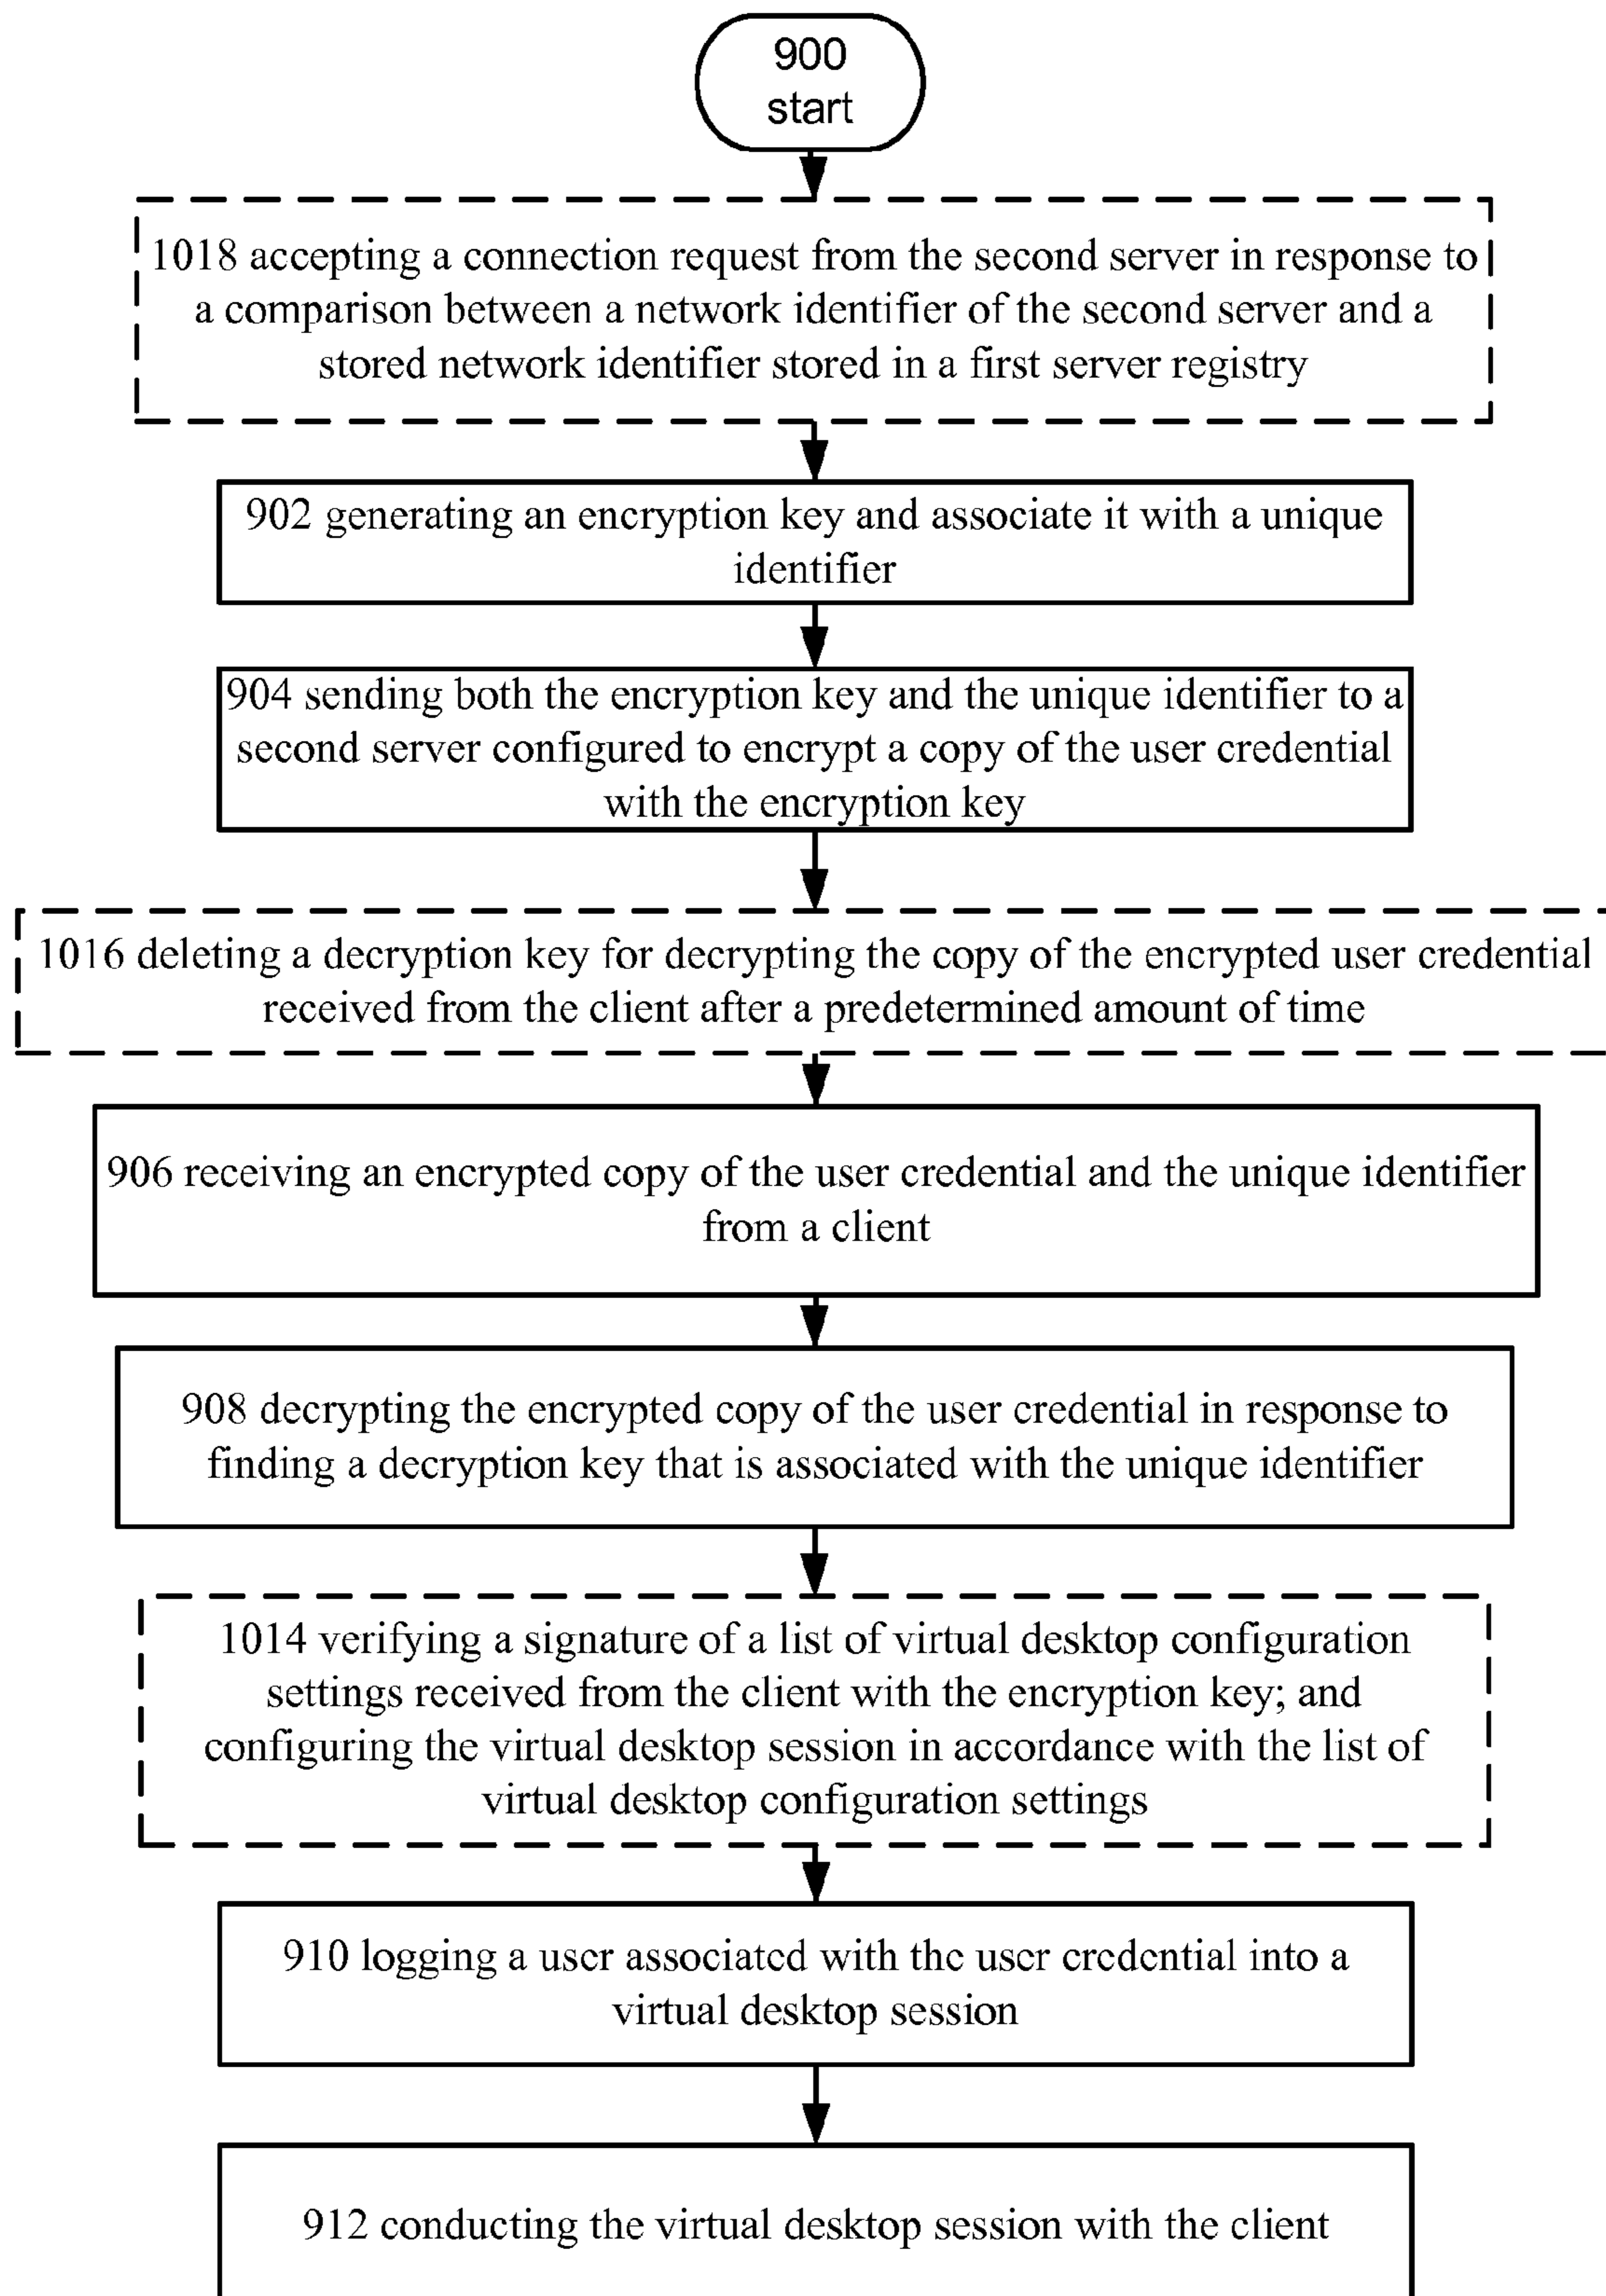 900
start
1018 accepting a connection request from the second server in response to
a comparison between a network identifier of the second server and a
stored network identifier stored in a first server registry
902 generating an encryption key and associate it with a unique
identifier
904 sending both the encryption key and the unique identifier to a
second server configured to encrypt a copy of the user credential
with the encryption key
1016 deleting a decryption key for decrypting the copy of the encrypted user credential
received from the client after a predetermined amount of time
906 receiving an encrypted copy of the user credential and the unique identifier
from a client
908 decrypting the encrypted copy of the user credential in response to
finding a decryption key that is associated with the unique identifier
1014 verifying a signature of a list of virtual desktop configuration
settings received from the client with the encryption key; and
configuring the virtual desktop session in accordance with the list of
virtual desktop configuration settings
910 logging a user associated with the user credential into a
virtual desktop session
912 conducting the virtual desktop session with the client